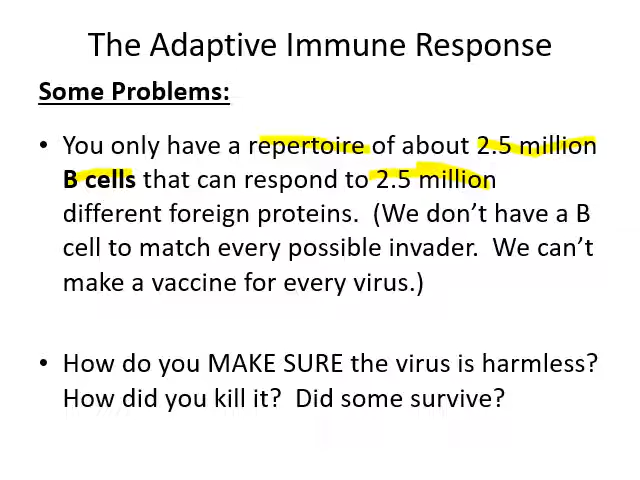 The Adaptive Immune Response
Some Problems:
• You only have a repertoire of about 2.5 million
B cells that can respond to 2.5 million
different foreign proteins.  (We don’t have a B
cell to match every possible invader.  We can’t
make a vaccine for every virus.)
• How do you MAKE SURE the virus is harmless?
How did you kill it?  Did some survive?